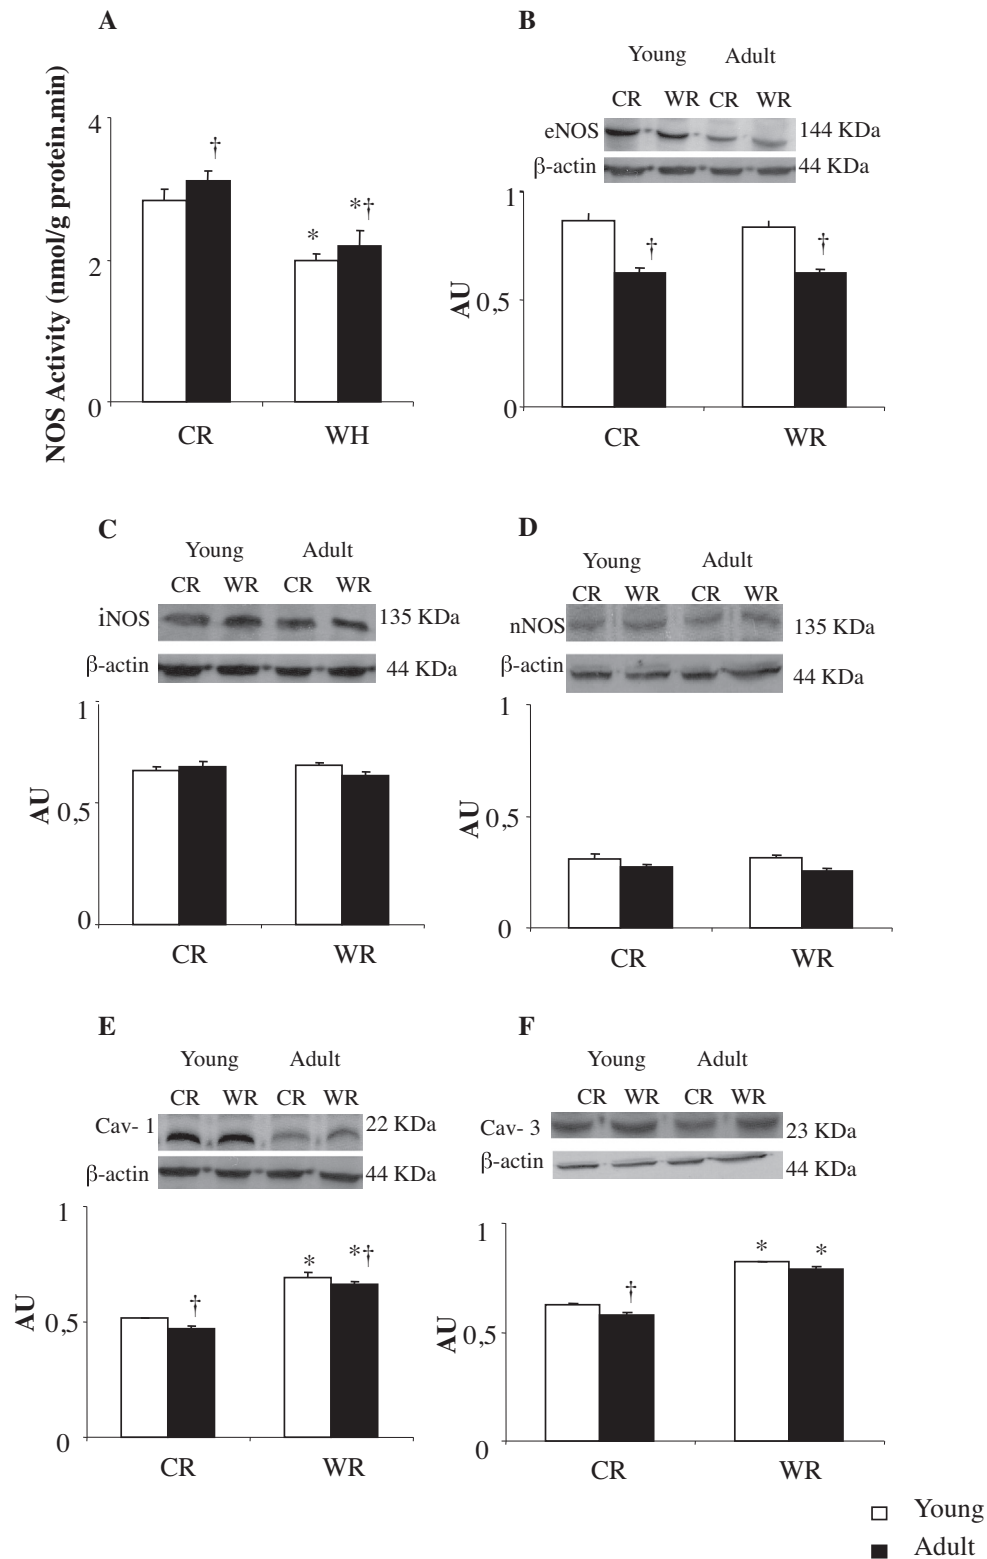 A
NOS Activity (nmol/g protein.min)
4
2
0
†
*
*†
CR WH
B
Young Adult
CR WR CR WR
eNOS 144 KDa
β-actin 44 KDa
AU
1
0,5
0
†
†
CR WR
C
Young Adult
CR WR CR WR
iNOS 135 KDa
β-actin 44 KDa
AU
1
0,5
0
CR WR
D
Young Adult
CR WR CR WR
nNOS 135 KDa
β-actin 44 KDa
AU
1
0,5
0
CR WR
E
Young Adult
CR WR CR WR
Cav- 1 22 KDa
β-actin 44 KDa
AU
1
0,5
0
†
*
*†
CR WR
F
Young Adult
CR WR CR WR
Cav- 3 23 KDa
β-actin 44 KDa
AU
1
0,5
0
†
*
*
CR WR
Young
Adult